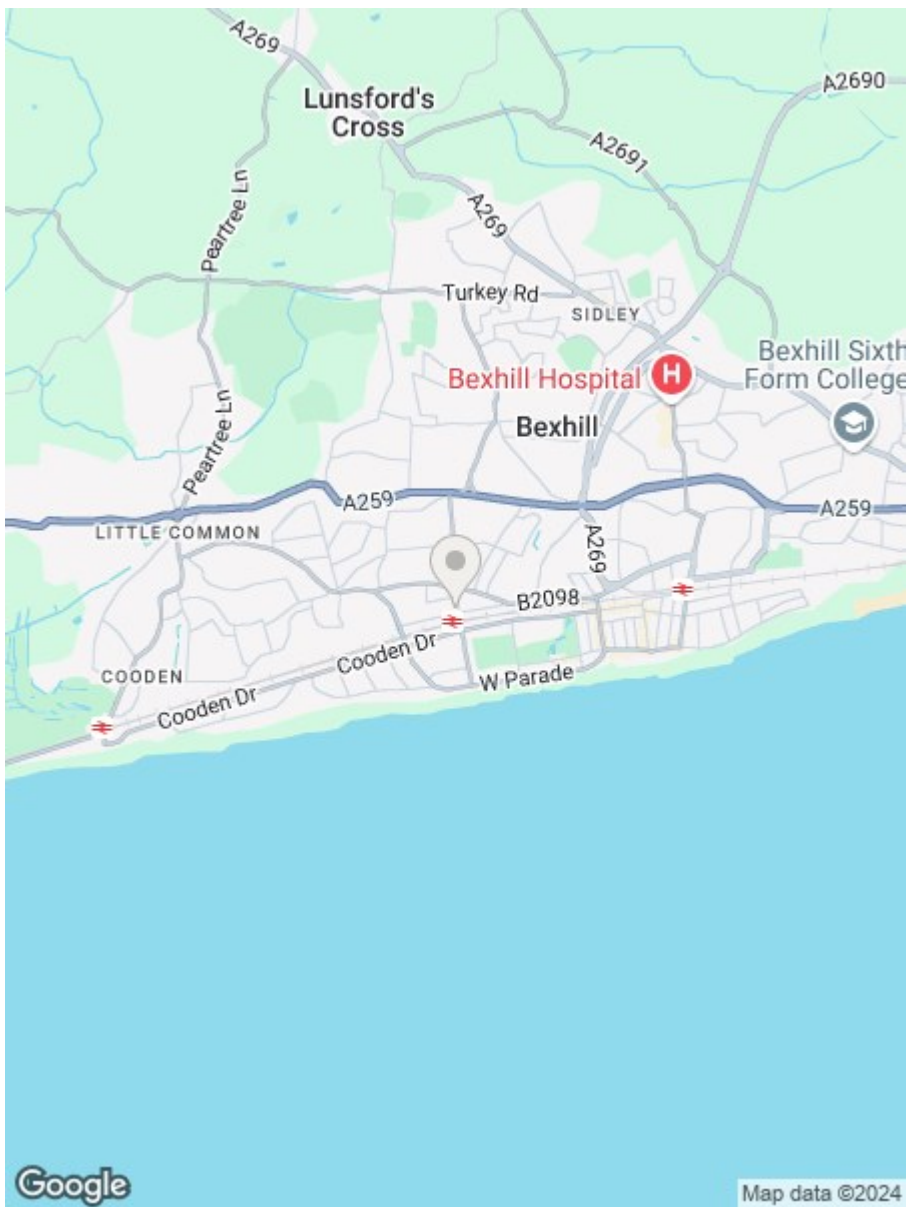 A269
A2690
Lunsford's
Cross
A2691
Peartree Ln
A269
Turkey Rd
SIDLEY
Bexhill Sixth
Form College
Bexhill Hospital
H
Bexhill
Peartree Ln
A259
A259
LITTLE COMMON
A269
B2098
Cooden Dr
W Parade
COODEN
Cooden Dr
Google
Map data ©2024